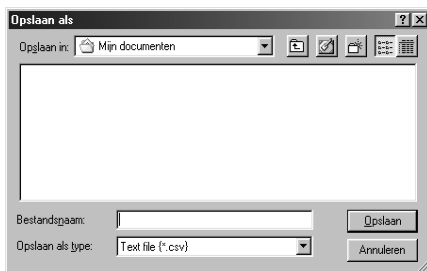 Opslaan als
Opslaan in: Mijn documenten
Bestandsnaam:
Opslaan
Opslaan als type: Text file {*.csv}
Annuleren